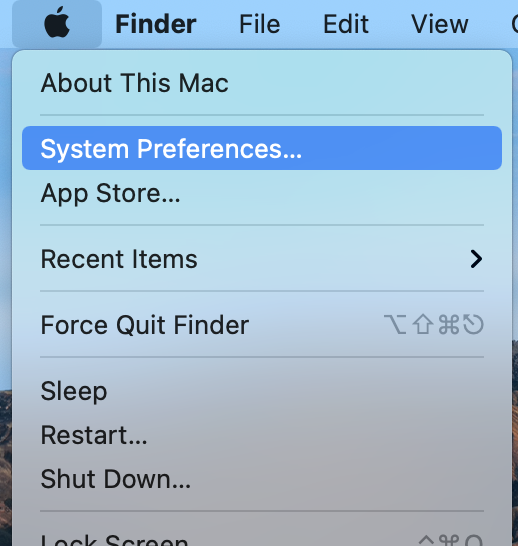 Finder File Edit View
About This Mac
System Preferences...
App Store...
Recent Items
Force Quit Finder ⌥⇧⌘⎋
Sleep
Restart...
Shut Down...
Lock Screen ^⌘Q